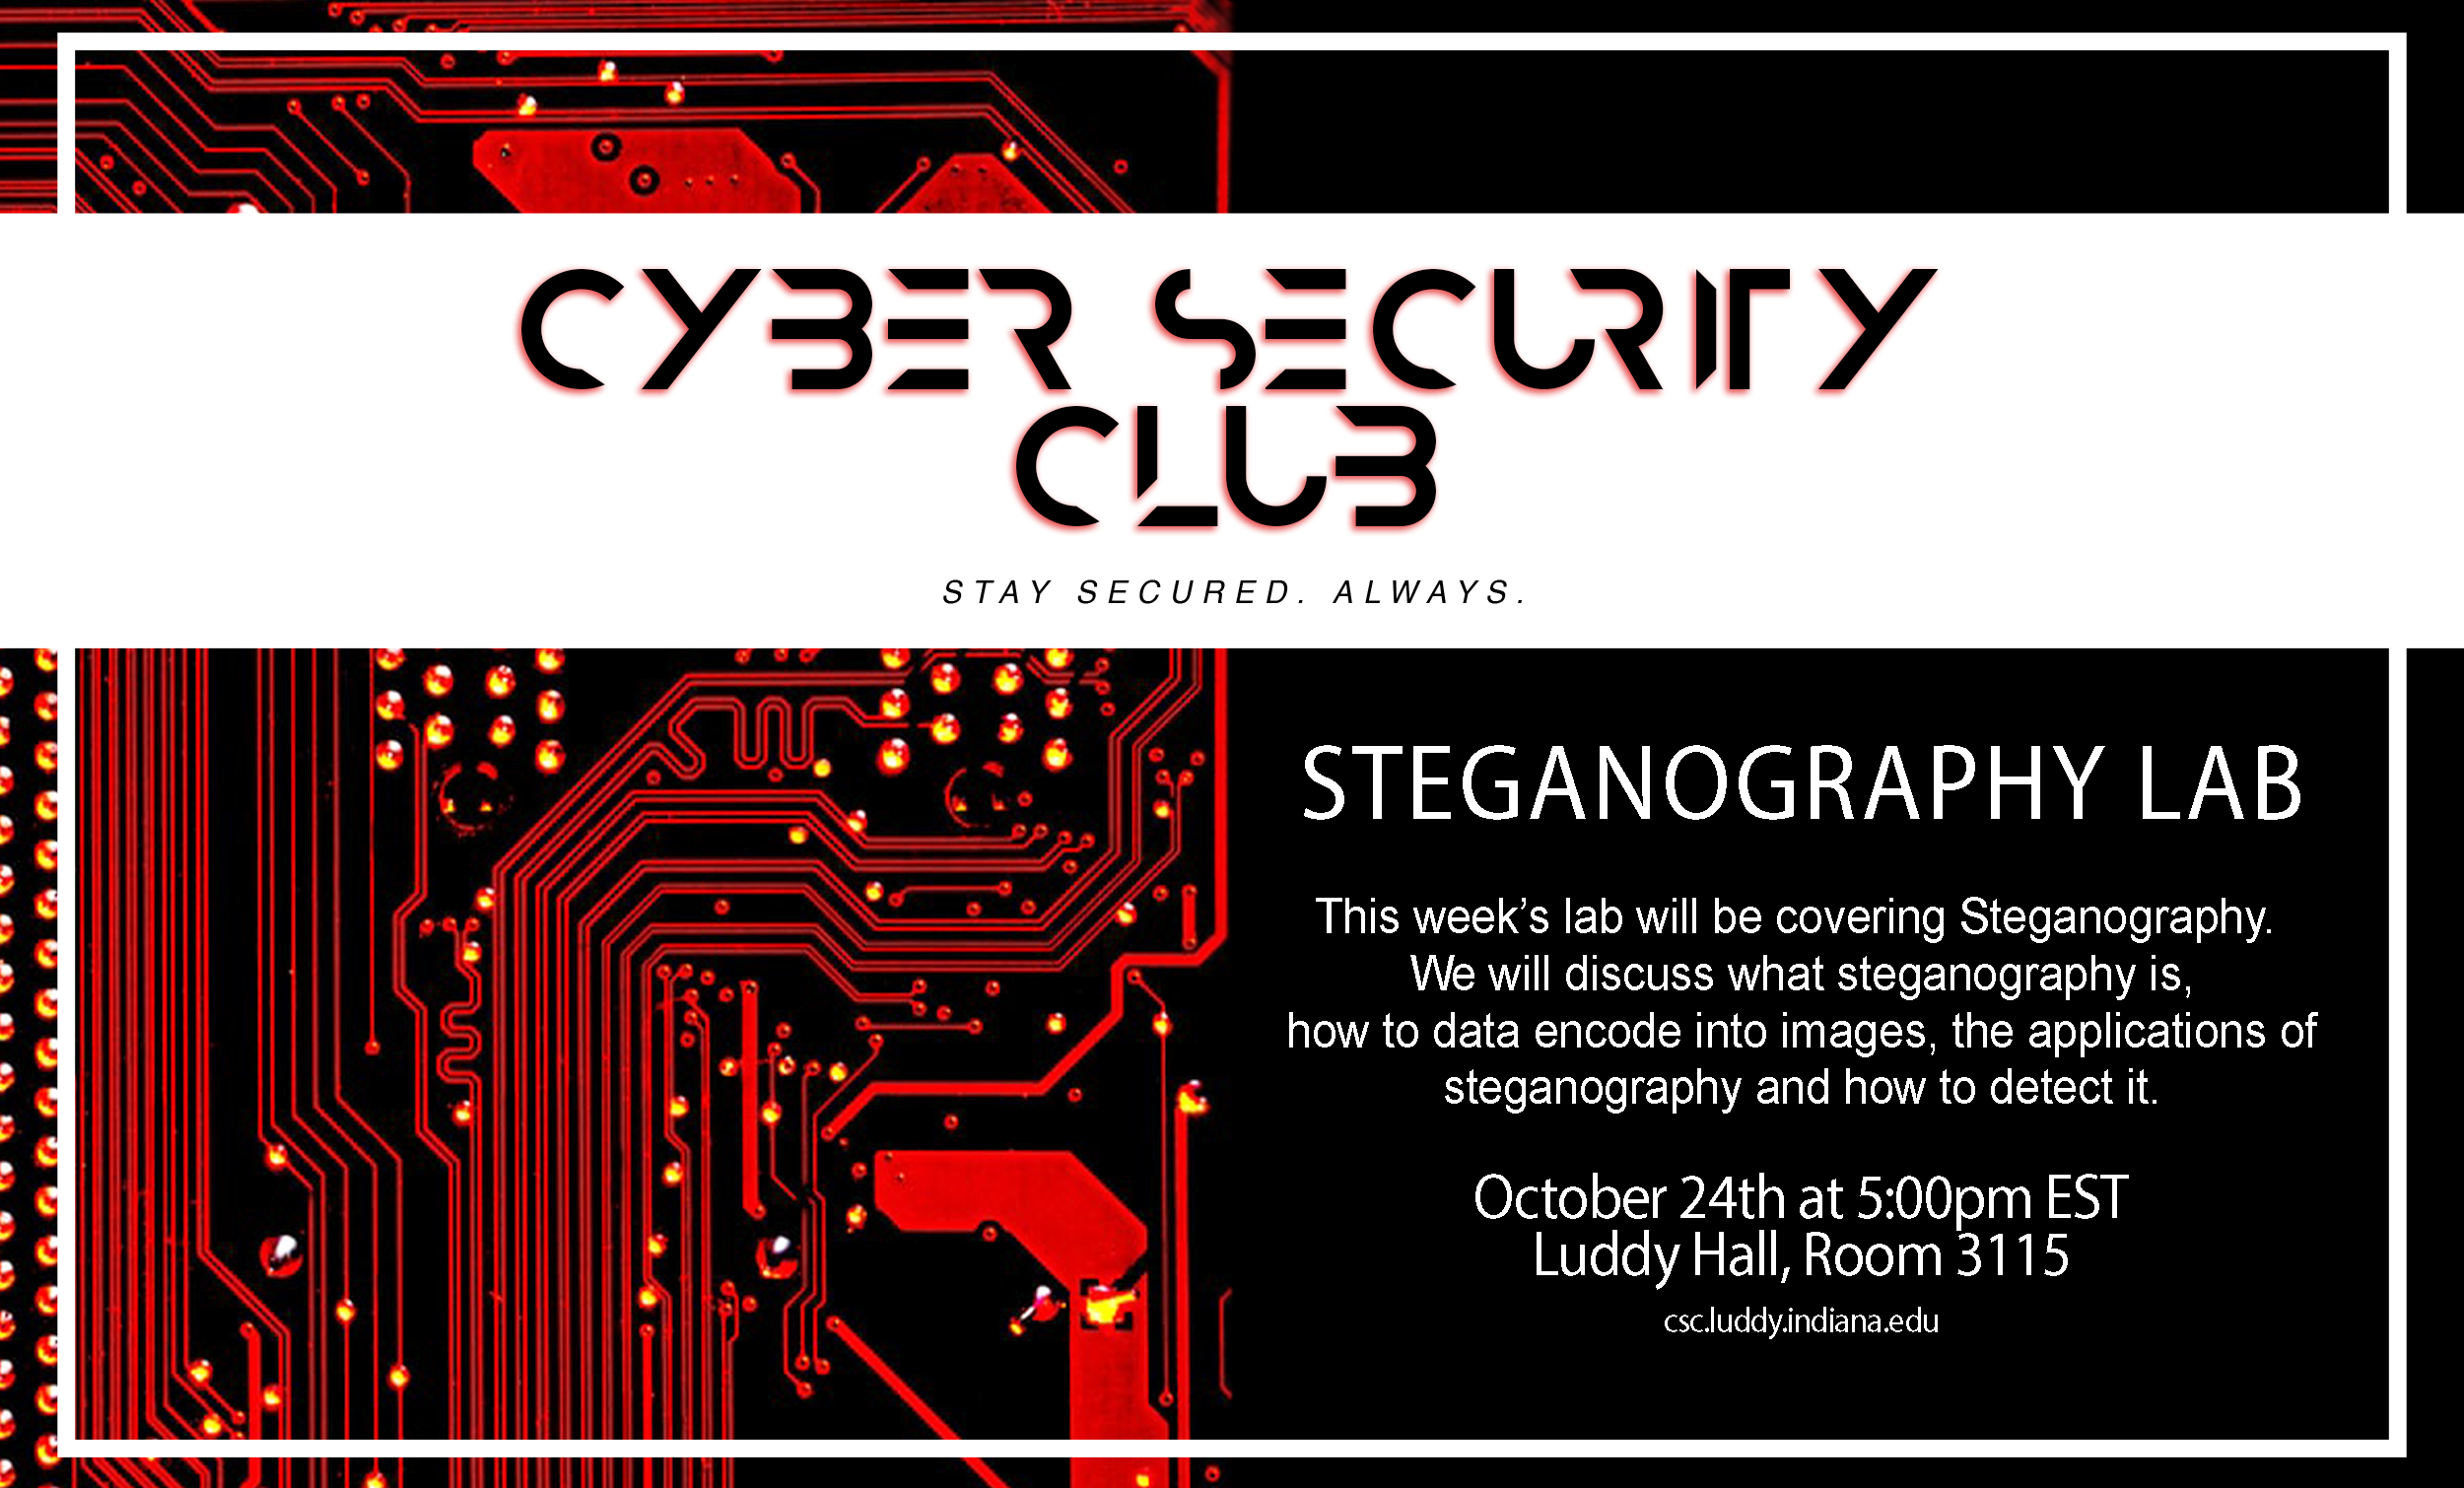 CYBER SECURITY
CLUB
STAY SECURED. ALWAYS.
STEGANOGRAPHY LAB
This week’s lab will be covering Steganography.
We will discuss what steganography is,
how to data encode into images, the applications of
steganography and how to detect it.
October 24th at 5:00pm EST
Luddy Hall, Room 3115
csc.luddy.indiana.edu